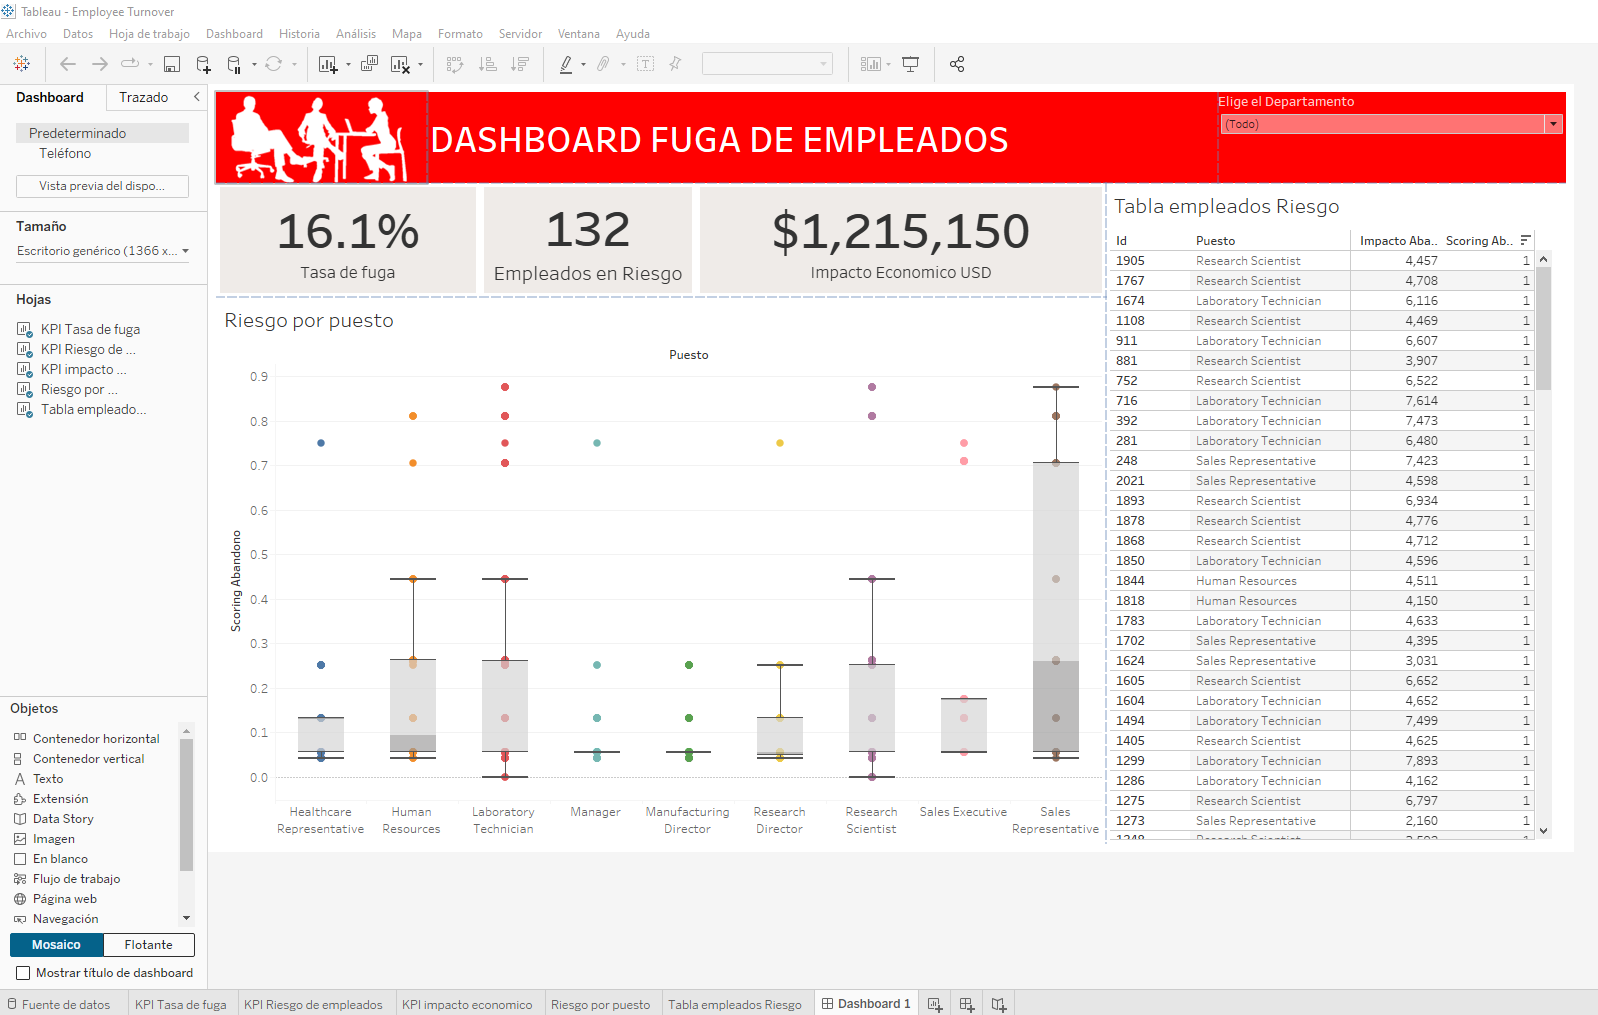 Tableau - Employee Turnover
Archivo Datos Hoja de trabajo Dashboard Historia Análisis Mapa Formato Servidor Ventana Ayuda
Dashboard Trazado
Predeterminado
Teléfono
Vista previa del dispo...
Tamaño
Escritorio genérico (1366 x...
Hojas
KPI Tasa de fuga
KPI Riesgo de ...
KPI impacto ...
Riesgo por ...
Tabla empleado...
Objetos
Contenedor horizontal
Contenedor vertical
Texto
Extensión
Data Story
Imagen
En blanco
Flujo de trabajo
Página web
Navegación
Mosaico Flotante
Mostrar título de dashboard
DASHBOARD FUGA DE EMPLEADOS
Elige el Departamento
(Todo)
16.1%
Tasa de fuga
132
Empleados en Riesgo
$1,215,150
Impacto Economico USD
Riesgo por puesto
Puesto
Scoring Abandono
0.9
0.8
0.7
0.6
0.5
0.4
0.3
0.2
0.1
0.0
Healthcare Representative
Human Resources
Laboratory Technician
Manager
Manufacturing Director
Research Director
Research Scientist
Sales Executive
Sales Representative
Tabla empleados Riesgo
Id Puesto Impacto Aba.. Scoring Ab..
1905 Research Scientist 4,457 1
1767 Research Scientist 4,708 1
1674 Laboratory Technician 6,116 1
1108 Research Scientist 4,469 1
911 Laboratory Technician 6,607 1
881 Research Scientist 3,907 1
752 Research Scientist 6,522 1
716 Laboratory Technician 7,614 1
392 Laboratory Technician 7,473 1
281 Laboratory Technician 6,480 1
248 Sales Representative 7,423 1
2021 Sales Representative 4,598 1
1893 Research Scientist 6,934 1
1878 Research Scientist 4,776 1
1868 Research Scientist 4,712 1
1850 Laboratory Technician 4,596 1
1844 Human Resources 4,511 1
1818 Human Resources 4,150 1
1783 Laboratory Technician 4,633 1
1702 Sales Representative 4,395 1
1624 Sales Representative 3,031 1
1605 Research Scientist 6,652 1
1604 Laboratory Technician 4,652 1
1494 Laboratory Technician 7,499 1
1405 Research Scientist 4,625 1
1299 Laboratory Technician 7,893 1
1286 Laboratory Technician 4,162 1
1275 Research Scientist 6,797 1
1273 Sales Representative 2,160 1
Research Scientist
Fuente de datos KPI Tasa de fuga KPI Riesgo de empleados KPI impacto economico Riesgo por puesto Tabla empleados Riesgo Dashboard 1